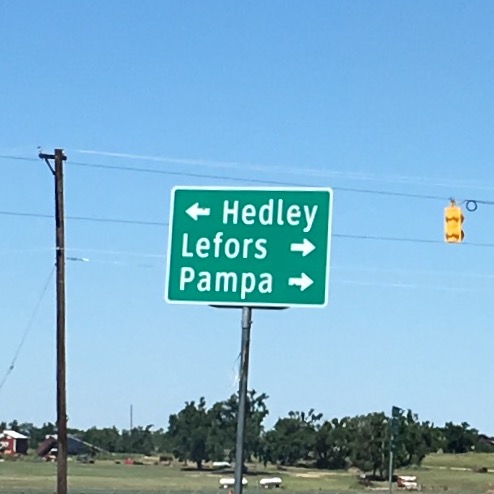 ← Hedley
Lefors →
Pampa →